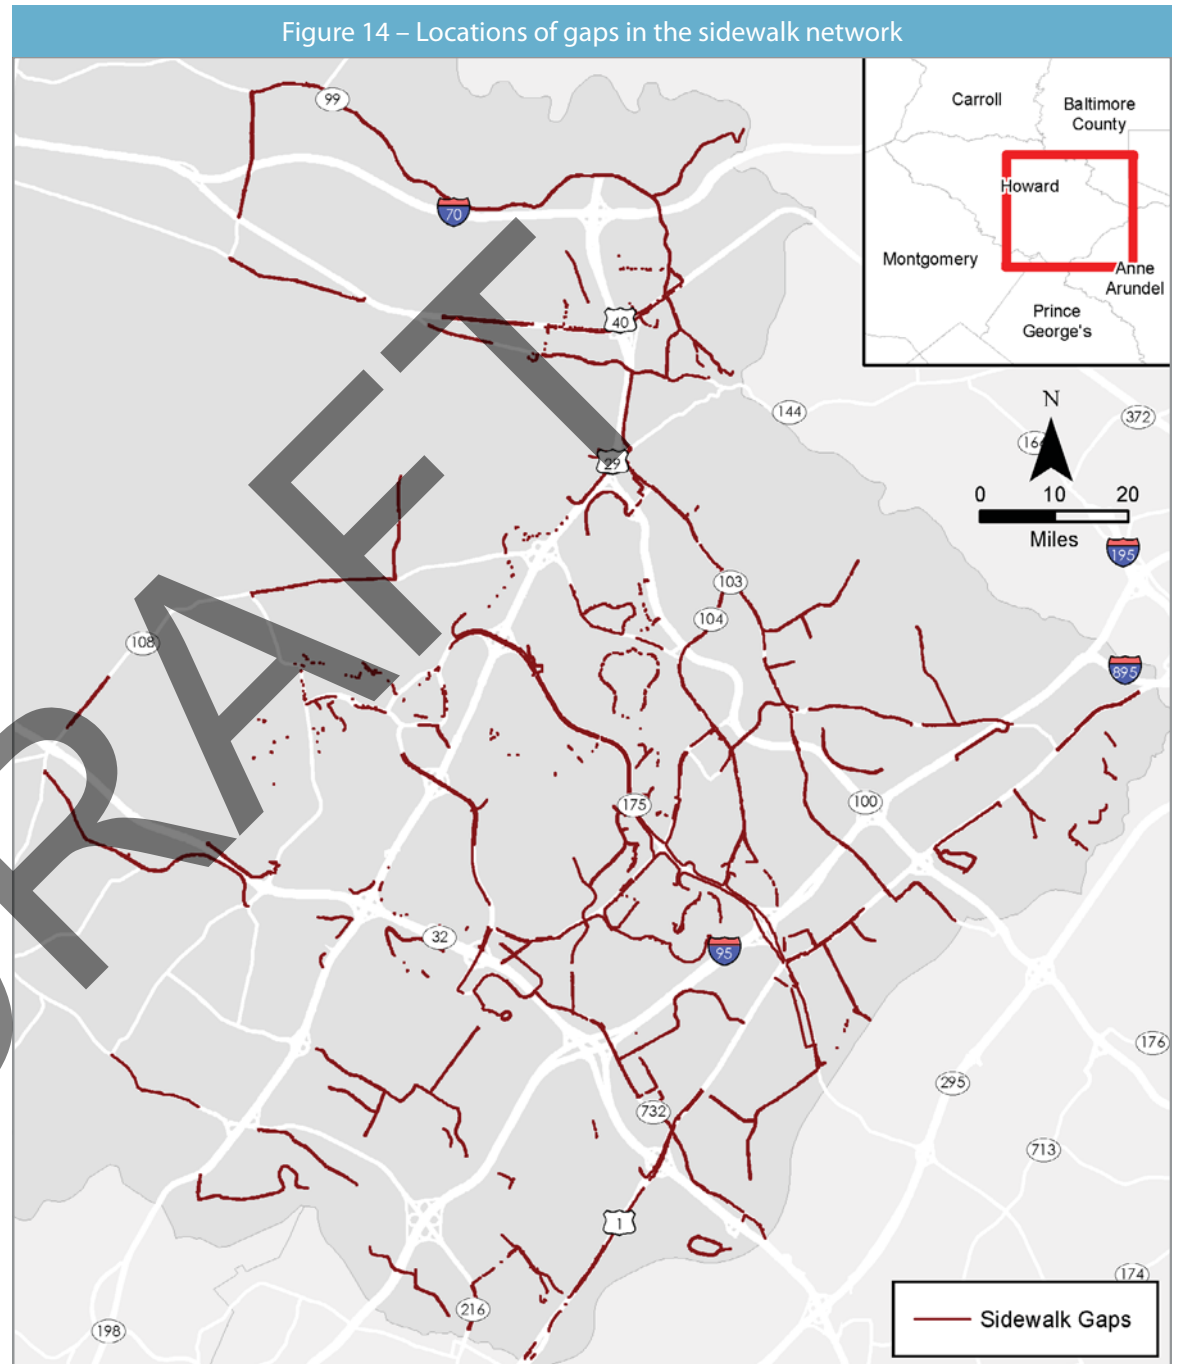 Figure 14 – Locations of gaps in the sidewalk network
99
Carroll
Baltimore
County
Howard
70
Montgomery
Anne
Arundel
Prince
George's
40
144
N
372
166
29
0 10 20
Miles
195
103
104
108
895
175
100
32
95
176
295
732
713
1
174
216
198
Sidewalk Gaps
DRAFT